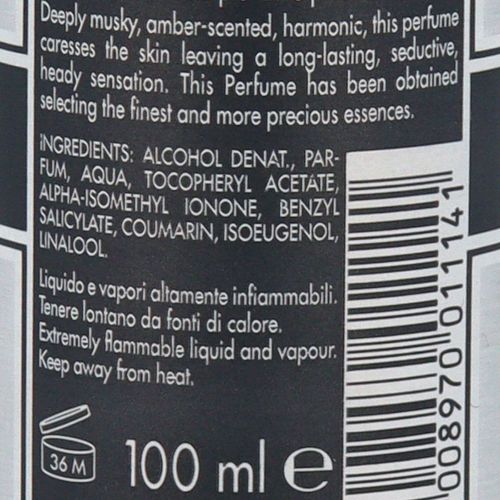 Deeply musky, amber-scented, harmonic, this perfume
caresses the skin leaving a long-lasting, seductive,
heady sensation. This Perfume has been obtained
selecting the finest and more precious essences.
INGREDIENTS: ALCOHOL DENAT., PAR-
FUM, AQUA, TOCOPHERYL ACETATE,
ALPHA-ISOMETHYL IONONE, BENZYL
SALICYLATE, COUMARIN, ISOEUGENOL,
LINALOOL.
Liquido e vapori altamente infiammabili.
Tenere lontano da fonti di calore.
Extremely flammable liquid and vapour.
Keep away from heat.
36 M
100 ml e
008970 011141